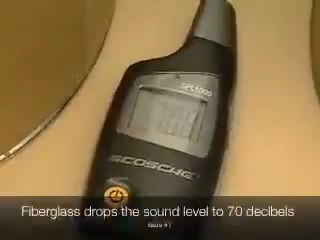 SPL1000
SCOSCHE
Fiberglass drops the sound level to 70 decibels